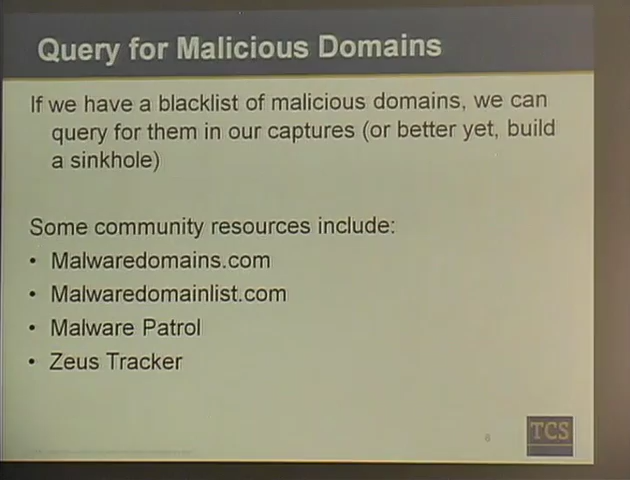 Query for Malicious Domains
If we have a blacklist of malicious domains, we can
query for them in our captures (or better yet, build
a sinkhole)
Some community resources include:
• Malwaredomains.com
• Malwaredomainlist.com
• Malware Patrol
• Zeus Tracker
6
TCS